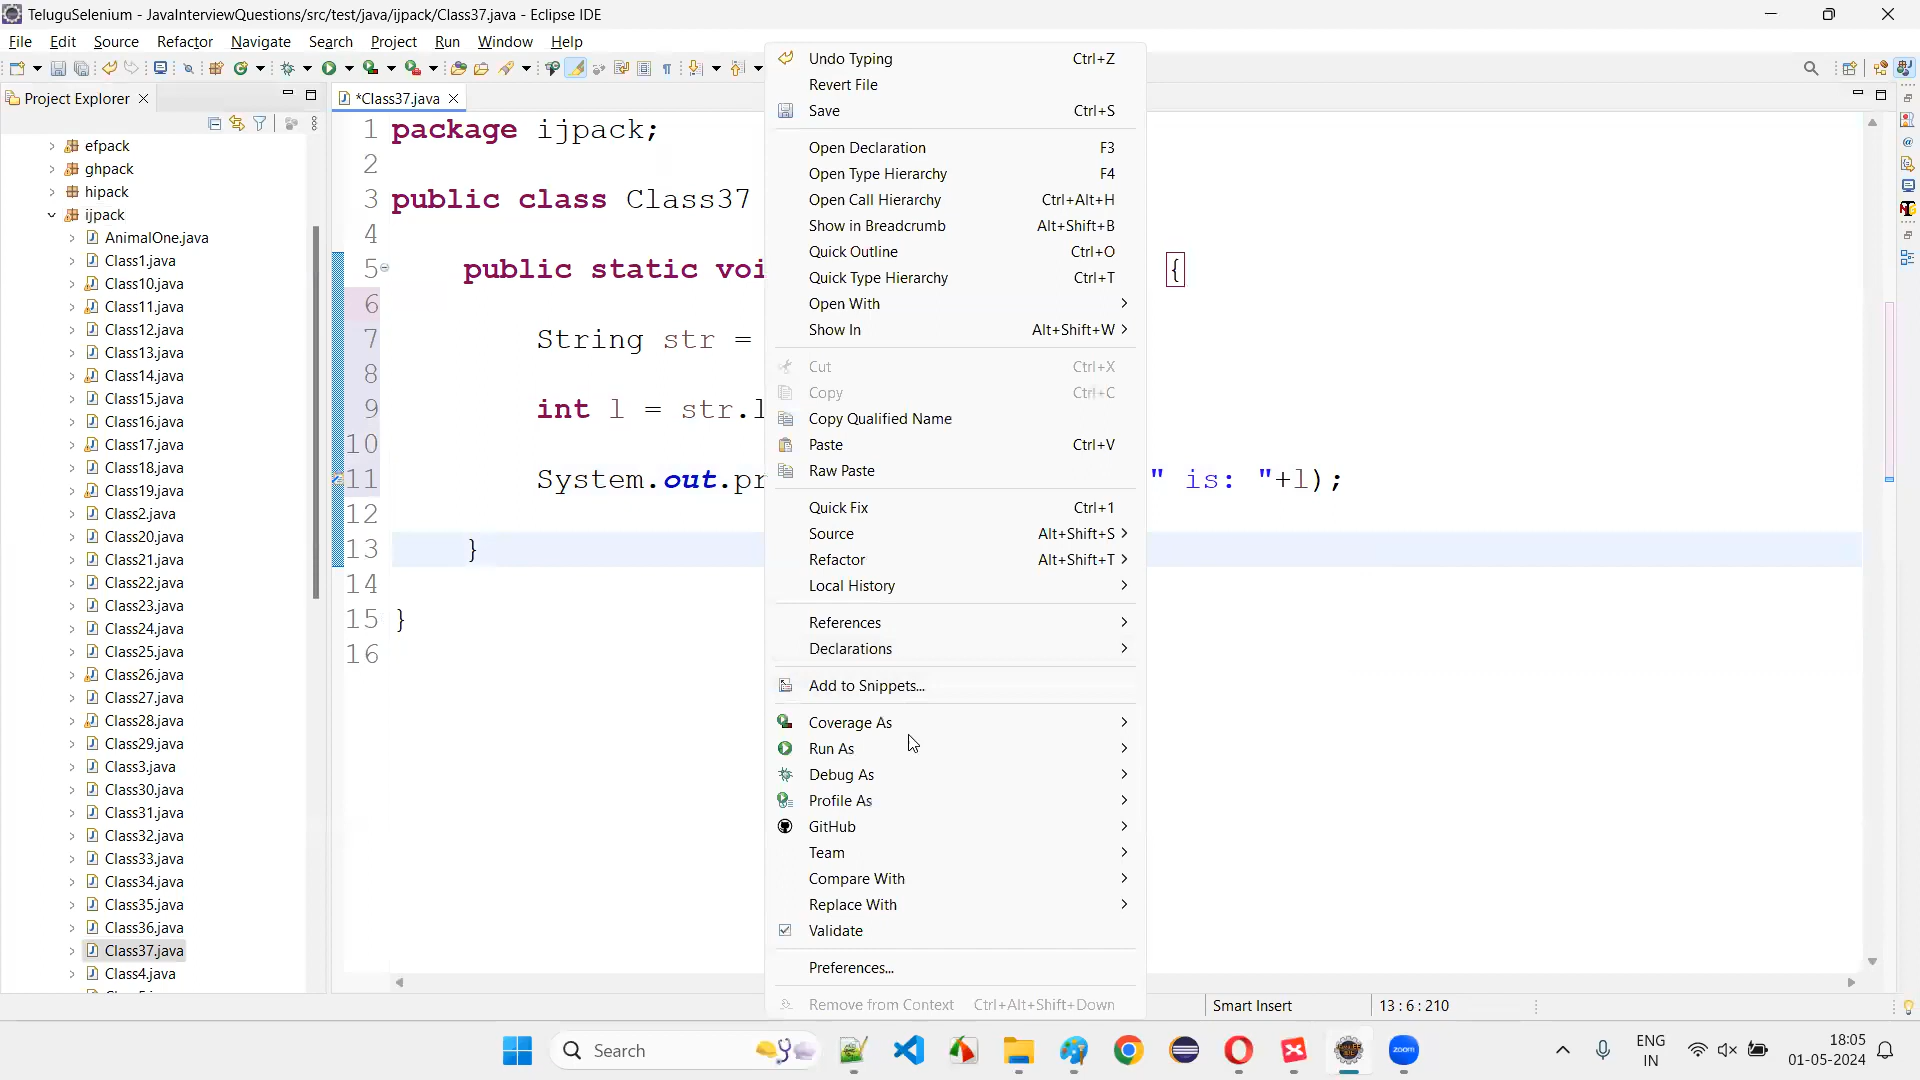 TeluguSelenium - JavaInterviewQuestions/src/test/java/ijpack/Class37.java - Eclipse IDE
File Edit Source Refactor Navigate Search Project Run Window Help
Project Explorer
*Class37.java
efpack
ghpack
hipack
ijpack
AnimalOne.java
Class1.java
Class10.java
Class11.java
Class12.java
Class13.java
Class14.java
Class15.java
Class16.java
Class17.java
Class18.java
Class19.java
Class2.java
Class20.java
Class21.java
Class22.java
Class23.java
Class24.java
Class25.java
Class26.java
Class27.java
Class28.java
Class29.java
Class3.java
Class30.java
Class31.java
Class32.java
Class33.java
Class34.java
Class35.java
Class36.java
Class37.java
Class4.java
1 package ijpack;
2
3 public class Class37
4
5 public static voi {
6
7 String str =
8
9 int l = str.l
10
11 System.out.pr " is: "+l);
12
13 }
14
15 }
16
Undo Typing Ctrl+Z
Revert File
Save Ctrl+S
Open Declaration F3
Open Type Hierarchy F4
Open Call Hierarchy Ctrl+Alt+H
Show in Breadcrumb Alt+Shift+B
Quick Outline Ctrl+O
Quick Type Hierarchy Ctrl+T
Open With
Show In Alt+Shift+W
Cut Ctrl+X
Copy Ctrl+C
Copy Qualified Name
Paste Ctrl+V
Raw Paste
Quick Fix Ctrl+1
Source Alt+Shift+S
Refactor Alt+Shift+T
Local History
References
Declarations
Add to Snippets...
Coverage As
Run As
Debug As
Profile As
GitHub
Team
Compare With
Replace With
Validate
Preferences...
Remove from Context Ctrl+Alt+Shift+Down
Smart Insert 13 : 6 : 210
Search
zoom
ENG
IN
18:05
01-05-2024